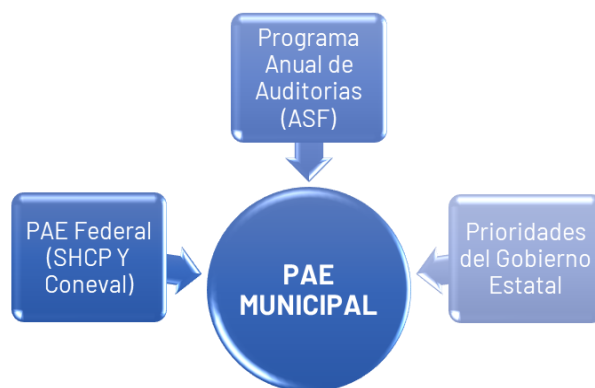 Programa
Anual de
Auditorias
(ASF)
PAE Federal
(SHCP Y
Coneval)
PAE
MUNICIPAL
Prioridades
del Gobierno
Estatal